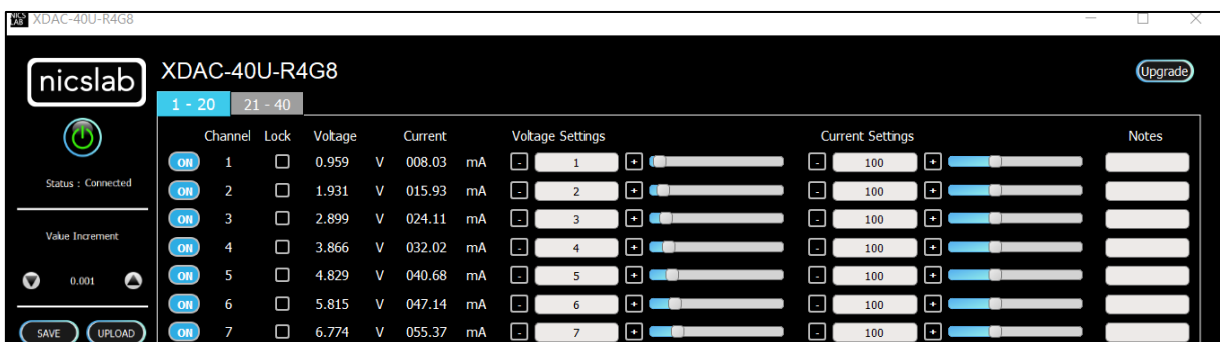 NICS LAB XDAC-40U-R4G8
nicslab
XDAC-40U-R4G8
Upgrade
1 - 20 21 - 40
Channel Lock Voltage Current Voltage Settings Current Settings Notes
ON 1 0.959 V 008.03 mA - 1 + - 100 +
Status : Connected
ON 2 1.931 V 015.93 mA - 2 + - 100 +
ON 3 2.899 V 024.11 mA - 3 + - 100 +
Value Increment
ON 4 3.866 V 032.02 mA - 4 + - 100 +
0.001
ON 5 4.829 V 040.68 mA - 5 + - 100 +
ON 6 5.815 V 047.14 mA - 6 + - 100 +
SAVE UPLOAD
ON 7 6.774 V 055.37 mA - 7 + - 100 +